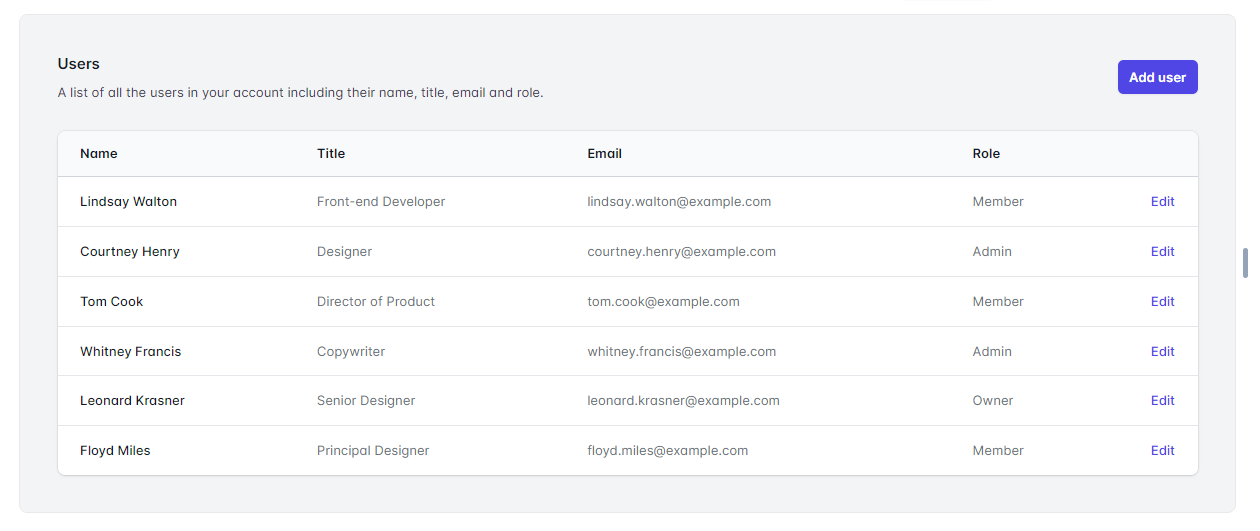 Users
A list of all the users in your account including their name, title, email and role.
Add user
Name Title Email Role
Lindsay Walton Front-end Developer lindsay.walton@example.com Member Edit
Courtney Henry Designer courtney.henry@example.com Admin Edit
Tom Cook Director of Product tom.cook@example.com Member Edit
Whitney Francis Copywriter whitney.francis@example.com Admin Edit
Leonard Krasner Senior Designer leonard.krasner@example.com Owner Edit
Floyd Miles Principal Designer floyd.miles@example.com Member Edit